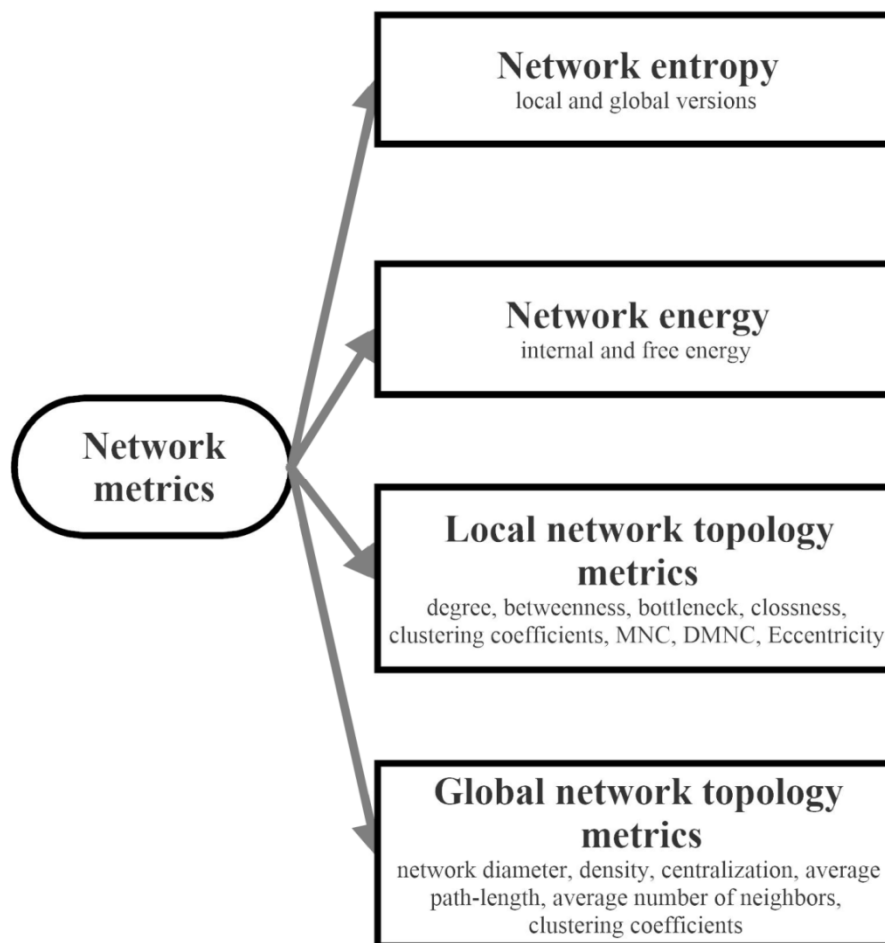 Network entropy
local and global versions
Network energy
internal and free energy
Network
metrics
Local network topology
metrics
degree, betweenness, bottleneck, clossness,
clustering coefficients, MNC, DMNC, Eccentricity
Global network topology
metrics
network diameter, density, centralization, average
path-length, average number of neighbors,
clustering coefficients